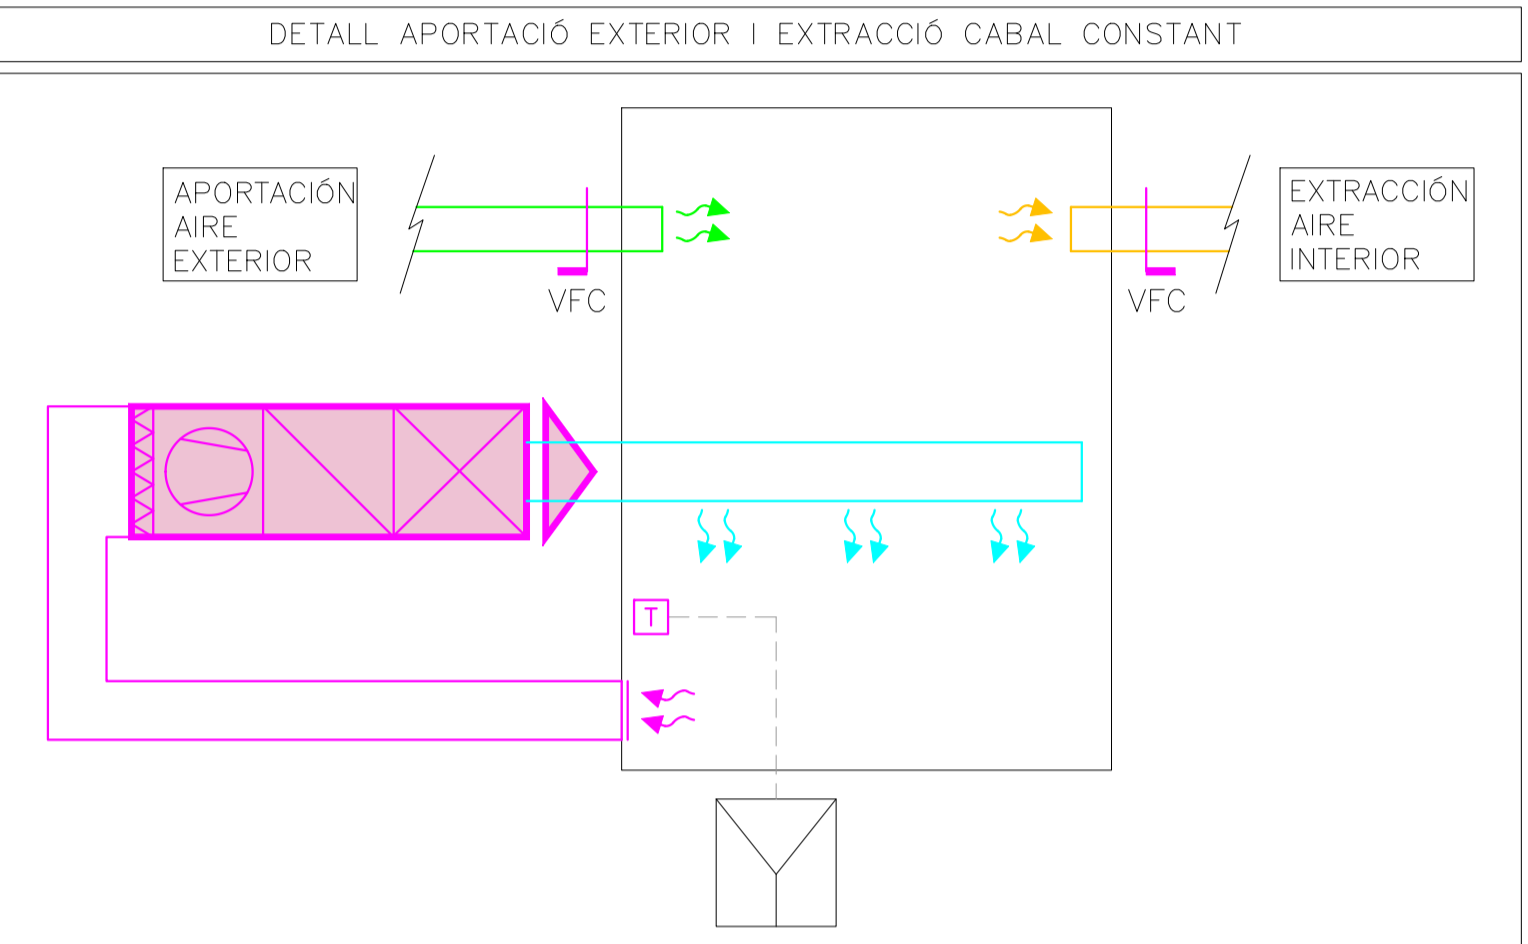 DETALL APORTACIÓ EXTERIOR I EXTRACCIÓ CABAL CONSTANT
APORTACIÓN
AIRE
EXTERIOR
VFC
EXTRACCIÓN
AIRE
INTERIOR
VFC
T